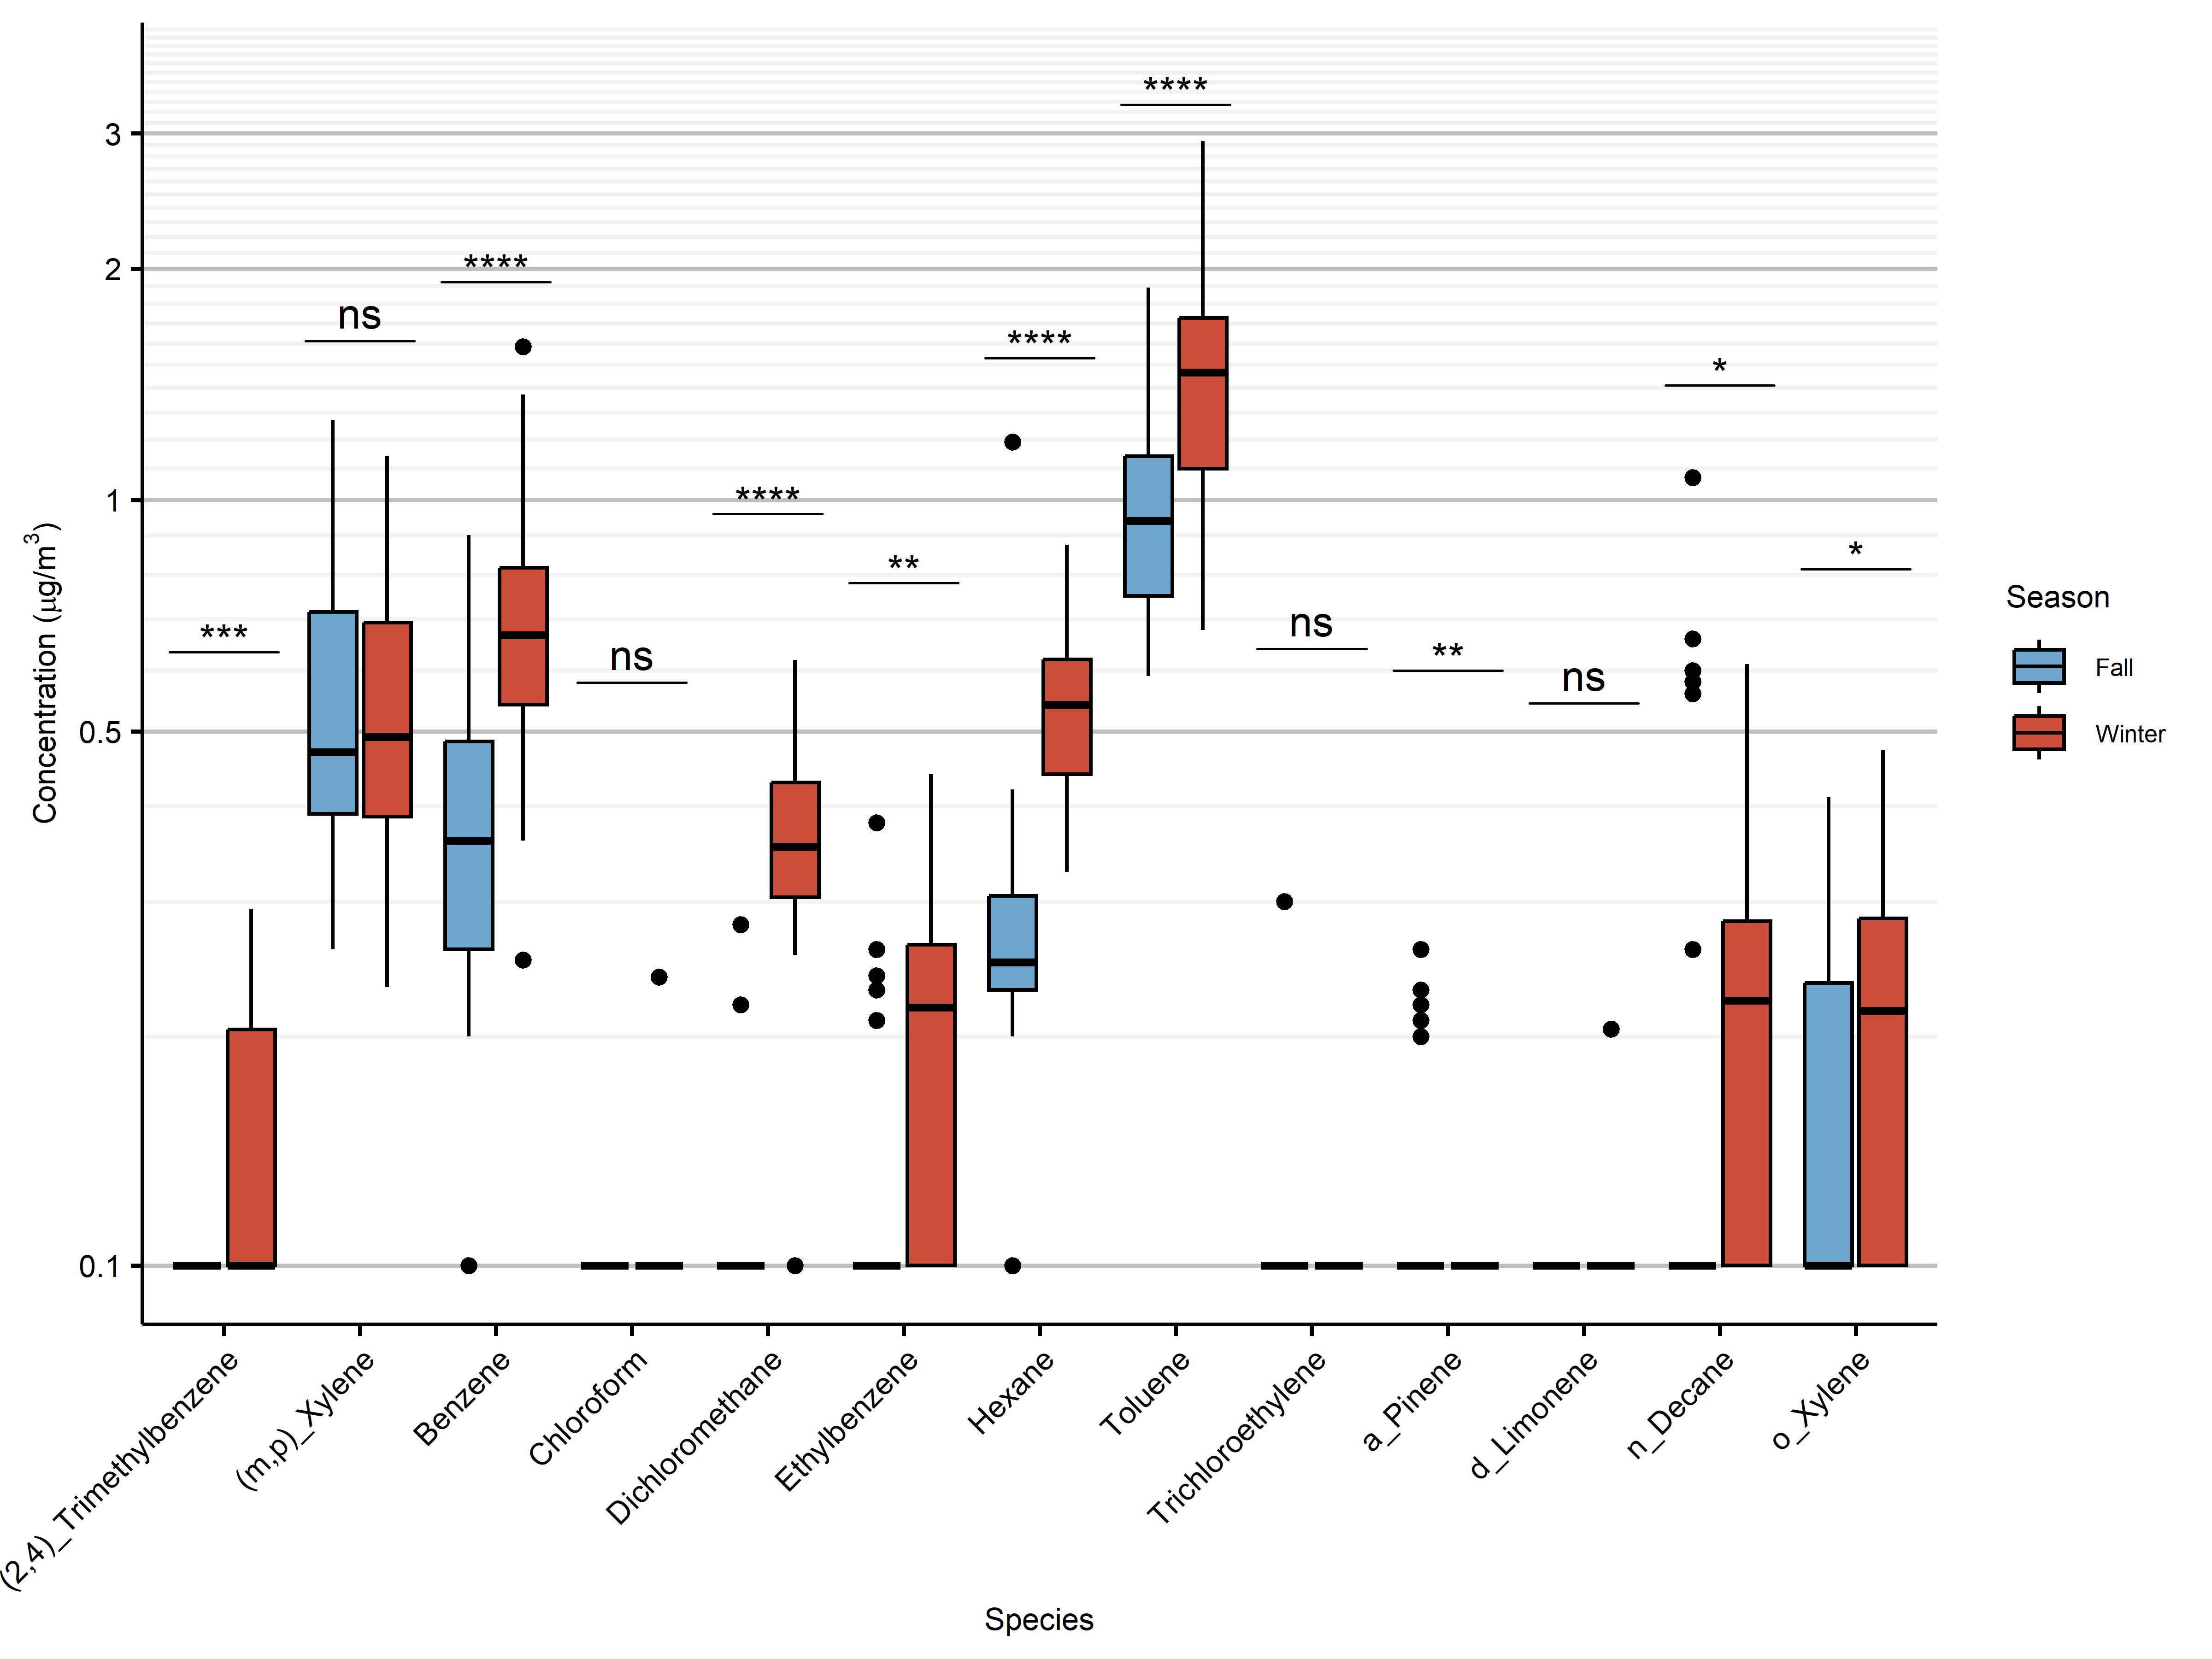 ****
3
****
2
ns
****
*
1
****
**
*
***
ns
ns
**
ns
0.5
0.1
Concentration (μg/m³)
Season
Fall
Winter
(2,4)_Trimethylbenzene
(m,p)_Xylene
Benzene
Chloroform
Dichloromethane
Ethylbenzene
Hexane
Toluene
Trichloroethylene
a_Pinene
d_Limonene
n_Decane
o_Xylene
Species